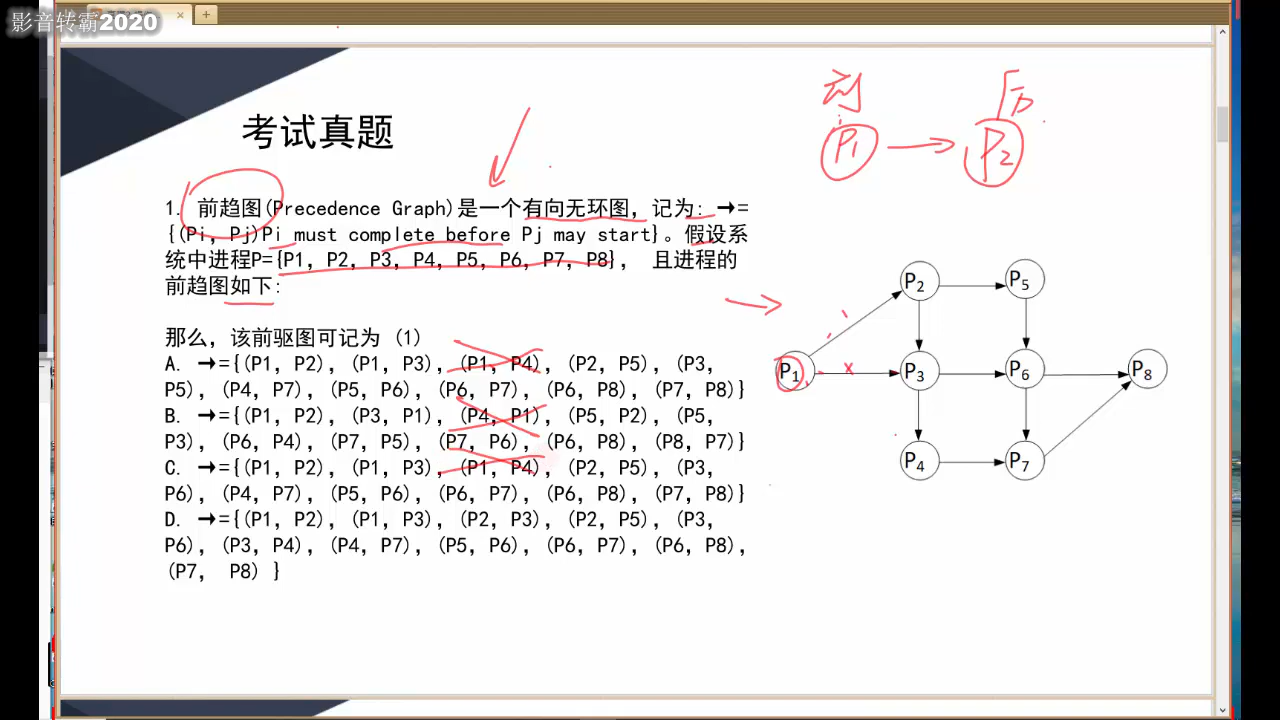 影音转霸2020
前 后
P1 P2
考试真题
1. 前趋图(Precedence Graph)是一个有向无环图，记为：→=
{(Pi, Pj)Pi must complete before Pj may start}。假设系
统中进程P={P1, P2, P3, P4, P5, P6, P7, P8}， 且进程的
前趋图如下：
那么，该前驱图可记为 (1)
A. →={(P1, P2), (P1, P3), (P1, P4), (P2, P5), (P3,
P5), (P4, P7), (P5, P6), (P6, P7), (P6, P8), (P7, P8)}
B. →={(P1, P2), (P3, P1), (P4, P1), (P5, P2), (P5,
P3), (P6, P4), (P7, P5), (P7, P6), (P6, P8), (P8, P7)}
C. →={(P1, P2), (P1, P3), (P1, P4), (P2, P5), (P3,
P6), (P4, P7), (P5, P6), (P6, P7), (P6, P8), (P7, P8)}
D. →={(P1, P2), (P1, P3), (P2, P3), (P2, P5), (P3,
P6), (P3, P4), (P4, P7), (P5, P6), (P6, P7), (P6, P8),
(P7, P8) }
P2 P5
P1 P3 P6 P8
P4 P7